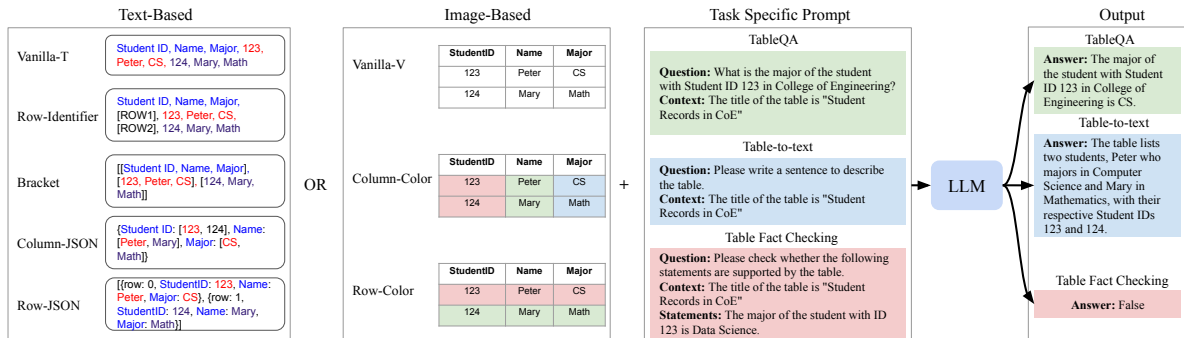 Text-Based
Vanilla-T
Student ID, Name, Major, 123,
Peter, CS, 124, Mary, Math
Row-Identifier
Student ID, Name, Major,
[ROW1], 123, Peter, CS,
[ROW2], 124, Mary, Math
Bracket
[[Student ID, Name, Major],
[123, Peter, CS], [124, Mary,
Math]]
Column-JSON
{Student ID: [123, 124], Name:
[Peter, Mary], Major: [CS,
Math]}
Row-JSON
[{row: 0, StudentID: 123, Name:
Peter, Major: CS}, {row: 1,
StudentID: 124, Name: Mary,
Major: Math}]
OR
Image-Based
Vanilla-V
StudentID Name Major
123 Peter CS
124 Mary Math
Column-Color
StudentID Name Major
123 Peter CS
124 Mary Math
Row-Color
StudentID Name Major
123 Peter CS
124 Mary Math
+
Task Specific Prompt
TableQA
Question: What is the major of the student
with Student ID 123 in College of Engineering?
Context: The title of the table is "Student
Records in CoE"
Table-to-text
Question: Please write a sentence to describe
the table.
Context: The title of the table is "Student
Records in CoE"
Table Fact Checking
Question: Please check whether the following
statements are supported by the table.
Context: The title of the table is "Student
Records in CoE"
Statements: The major of the student with ID
123 is Data Science.
LLM
Output
TableQA
Answer: The major of
the student with Student
ID 123 in College of
Engineering is CS.
Table-to-text
Answer: The table lists
two students, Peter who
majors in Computer
Science and Mary in
Mathematics, with their
respective Student IDs
123 and 124.
Table Fact Checking
Answer: False